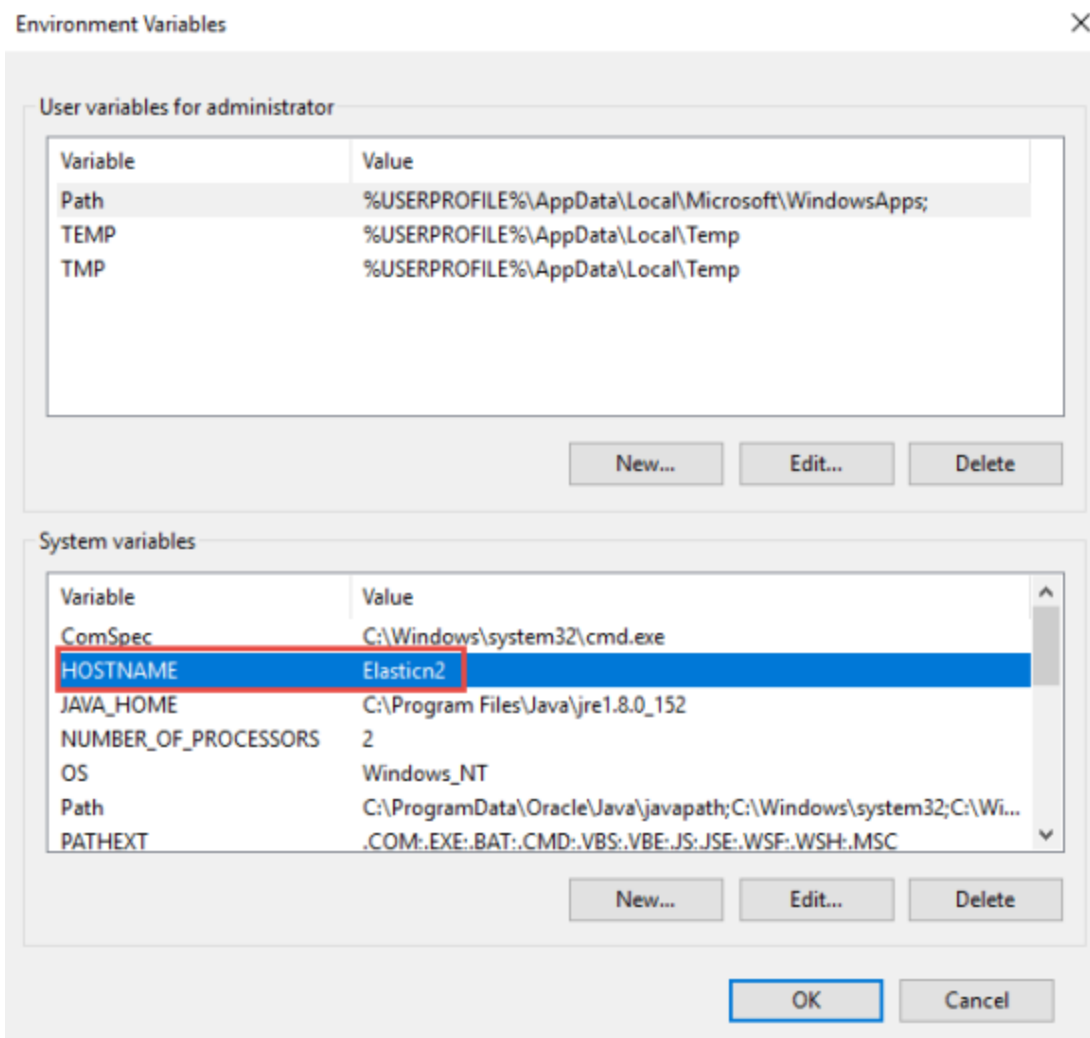 Environment Variables
User variables for administrator
Variable Value
Path %USERPROFILE%\AppData\Local\Microsoft\WindowsApps;
TEMP %USERPROFILE%\AppData\Local\Temp
TMP %USERPROFILE%\AppData\Local\Temp
New... Edit... Delete
System variables
Variable Value
ComSpec C:\Windows\system32\cmd.exe
HOSTNAME Elasticn2
JAVA_HOME C:\Program Files\Java\jre1.8.0_152
NUMBER_OF_PROCESSORS 2
OS Windows_NT
Path C:\ProgramData\Oracle\Java\javapath;C:\Windows\system32;C:\Wi...
PATHEXT .COM;.EXE;.BAT;.CMD;.VBS;.VBE;.JS;.JSE;.WSF;.WSH;.MSC
New... Edit... Delete
OK Cancel